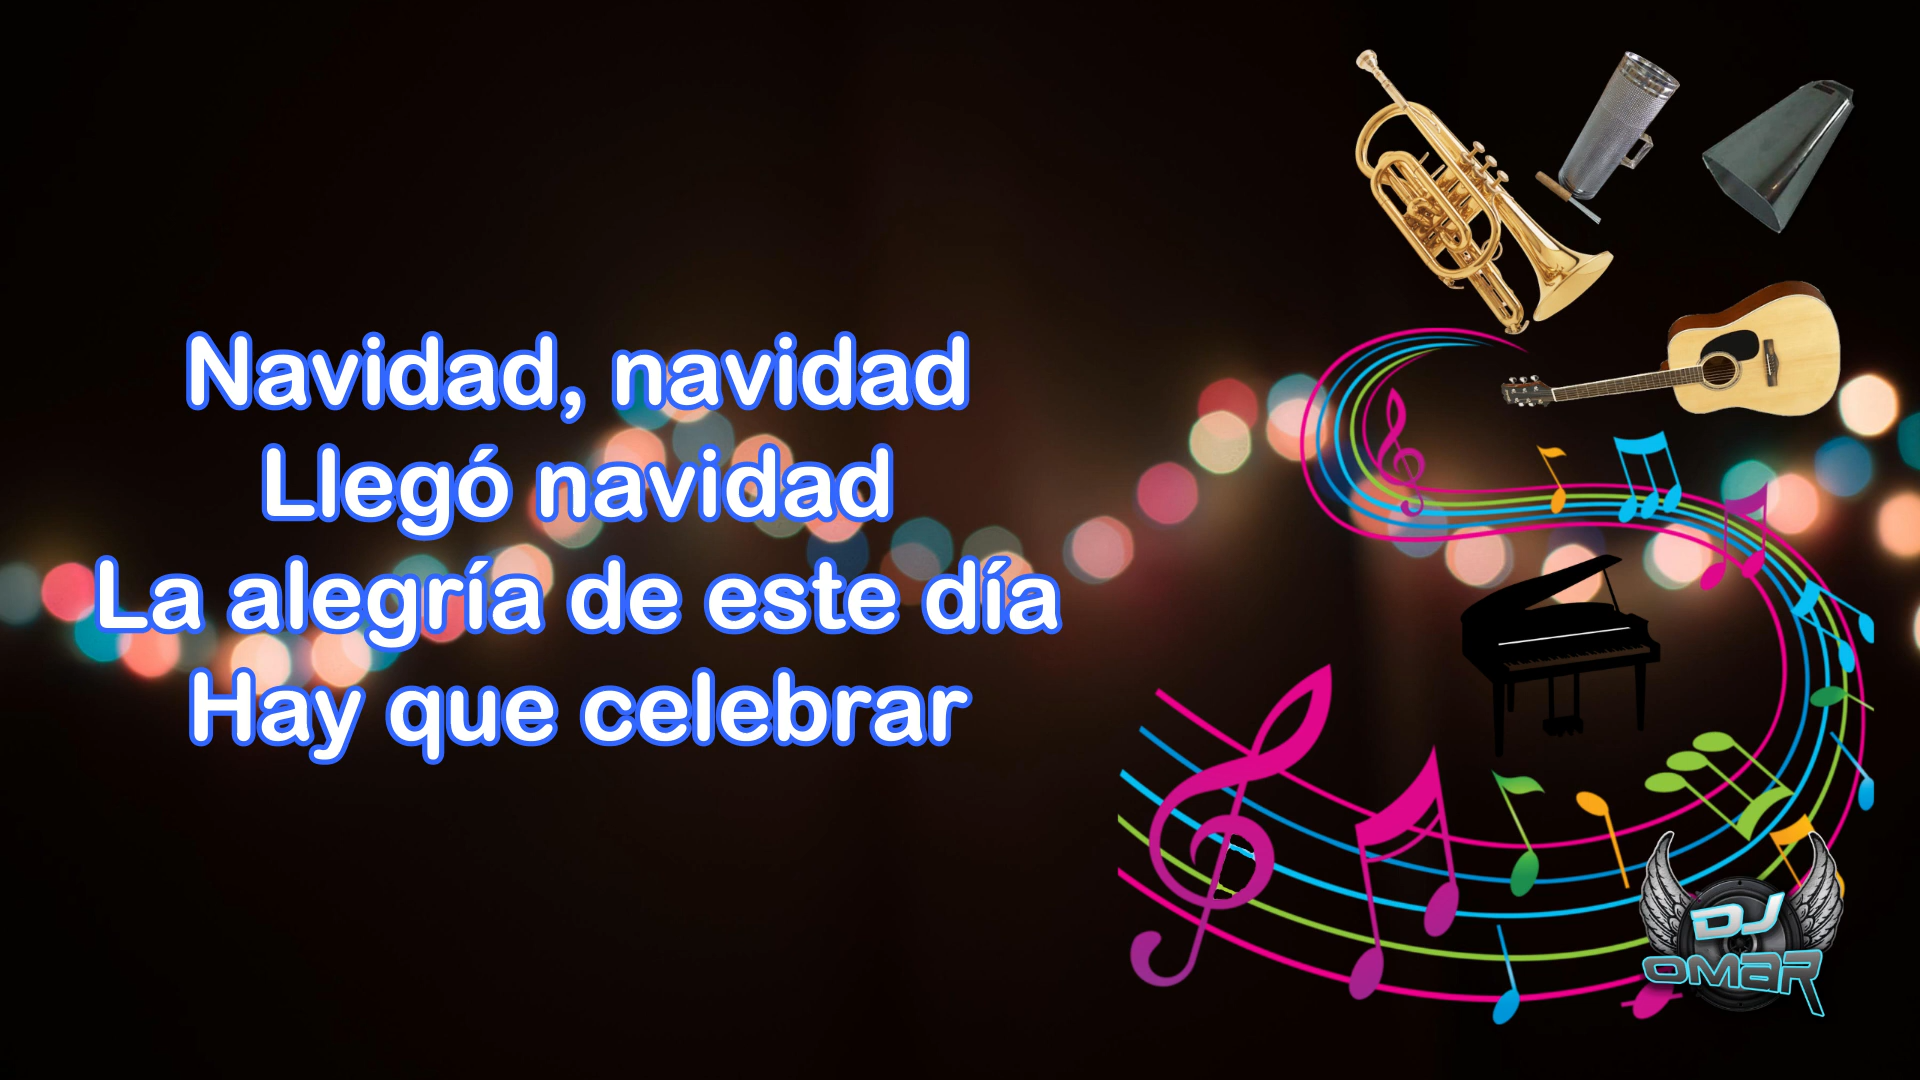 Navidad, navidad
Llegó navidad
La alegría de este día
Hay que celebrar
DJ
OMAR